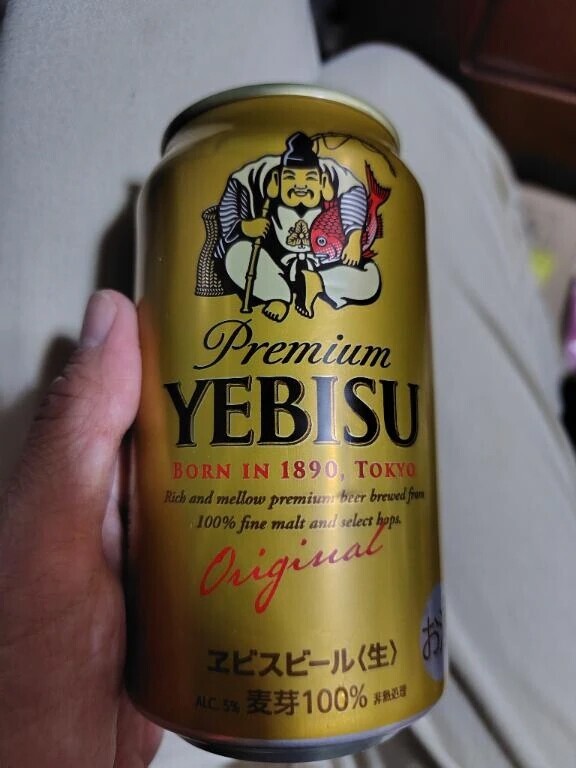 Premium
YEBISU
BORN IN 1890, TOKYO
Rich and mellow premium beer brewed from
100% fine malt and select hops.
Original
ヱビスビール〈生〉
お
ALC. 5% 麦芽100% 非熱処理